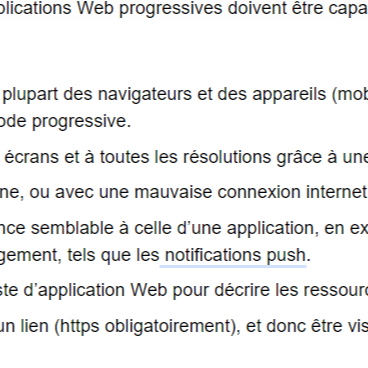 plications Web progressives doivent être capa
plupart des navigateurs et des appareils (mob
ode progressive.
écrans et à toutes les résolutions grâce à une
ne, ou avec une mauvaise connexion internet
nce semblable à celle d'une application, en ex
gement, tels que les notifications push.
ste d'application Web pour décrire les ressour
un lien (https obligatoirement), et donc être vis